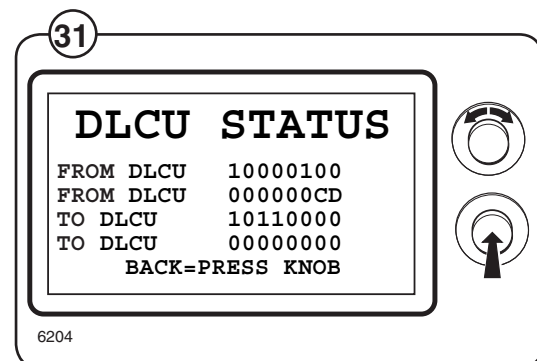 31
DLCU STATUS
FROM DLCU 10000100
FROM DLCU 000000CD
TO DLCU 10110000
TO DLCU 00000000
BACK=PRESS KNOB
6204